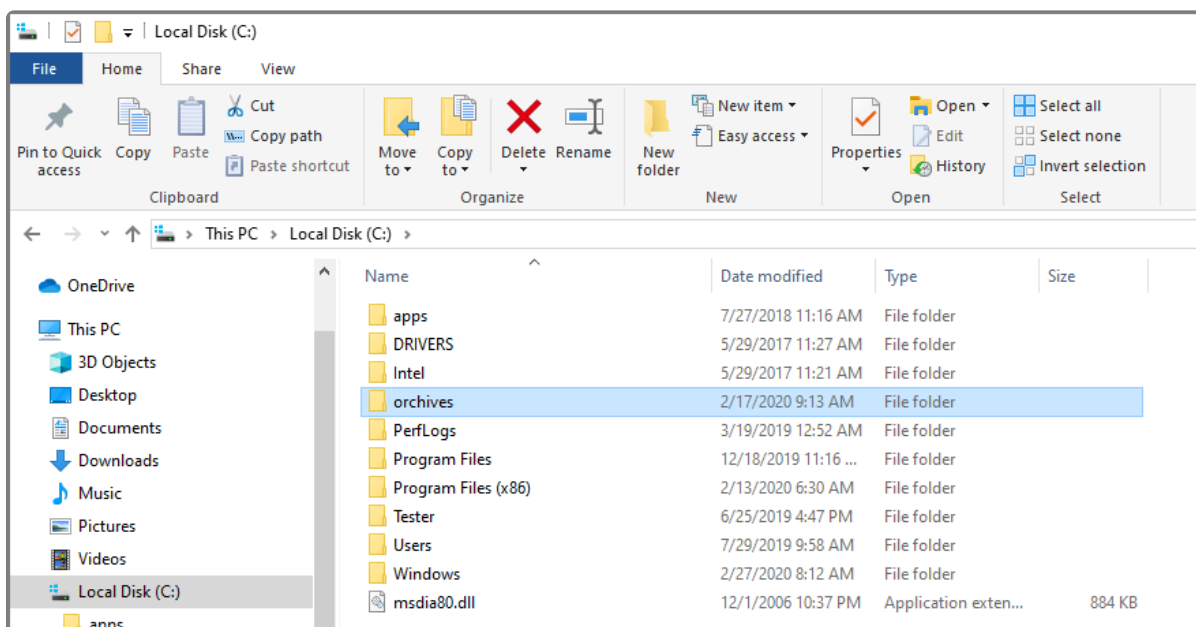 Local Disk (C:)
File Home Share View
Pin to Quick access Copy Paste Cut Copy path Paste shortcut
Clipboard
Move to Copy to Delete Rename
Organize
New folder New item Easy access
New
Properties Open Edit History
Open
Select all Select none Invert selection
Select
This PC > Local Disk (C:) >
OneDrive
This PC
3D Objects
Desktop
Documents
Downloads
Music
Pictures
Videos
Local Disk (C:)
apps
Name Date modified Type Size
apps 7/27/2018 11:16 AM File folder
DRIVERS 5/29/2017 11:27 AM File folder
Intel 5/29/2017 11:21 AM File folder
orchives 2/17/2020 9:13 AM File folder
PerfLogs 3/19/2019 12:52 AM File folder
Program Files 12/18/2019 11:16 ... File folder
Program Files (x86) 2/13/2020 6:30 AM File folder
Tester 6/25/2019 4:47 PM File folder
Users 7/29/2019 9:58 AM File folder
Windows 2/27/2020 8:12 AM File folder
msdia80.dll 12/1/2006 10:37 PM Application exten... 884 KB